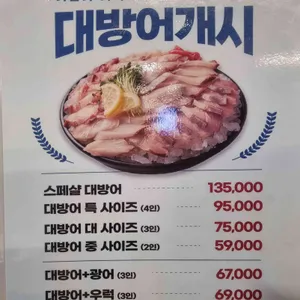 대방어개시
스페샬 대방어 135,000
대방어 특 사이즈 (4인) 95,000
대방어 대 사이즈 (3인) 75,000
대방어 중 사이즈 (2인) 59,000
대방어+광어 (3인) 67,000
대방어+우럭 (3인) 69,000